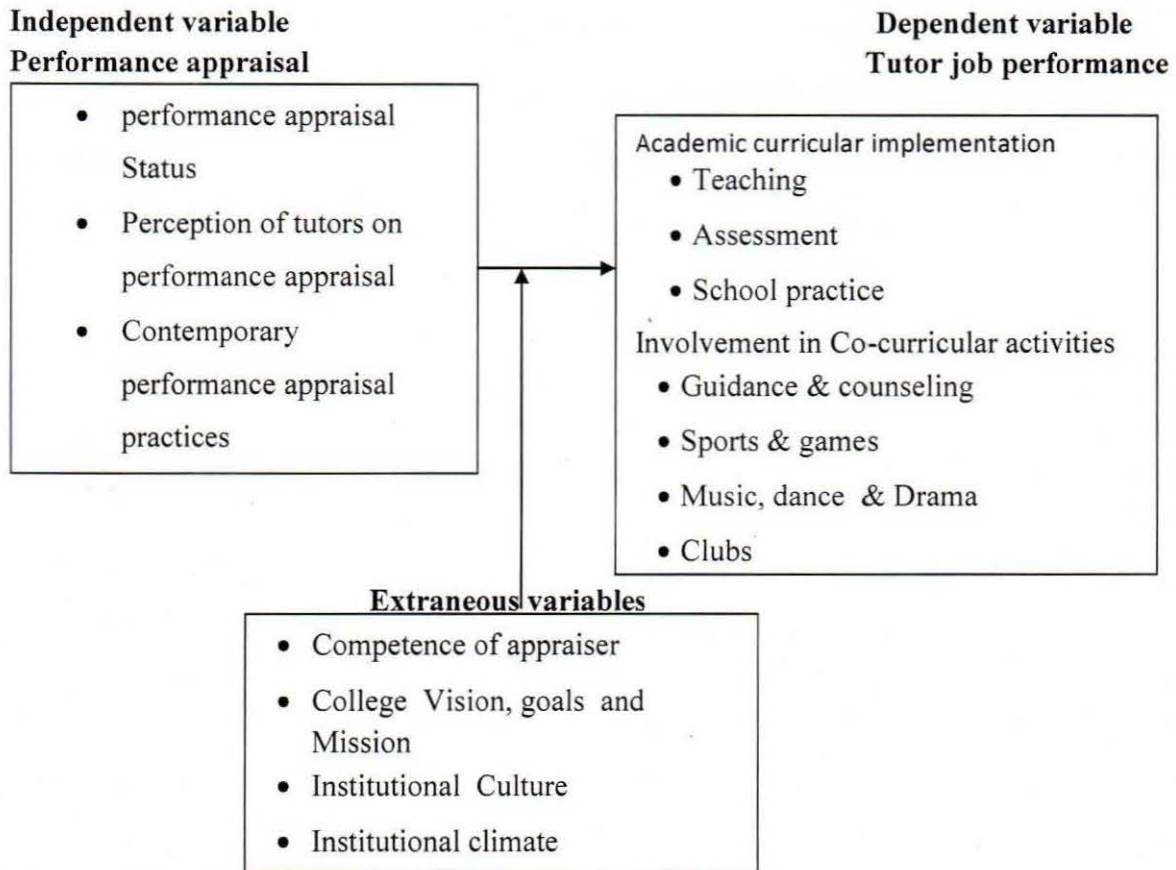 Independent variable
Performance appraisal
• performance appraisal
Status
• Perception of tutors on
performance appraisal
• Contemporary
performance appraisal
practices
Dependent variable
Tutor job performance
Academic curricular implementation
• Teaching
• Assessment
• School practice
Involvement in Co-curricular activities
• Guidance & counseling
• Sports & games
• Music, dance & Drama
• Clubs
Extraneous variables
• Competence of appraiser
• College Vision, goals and
Mission
• Institutional Culture
• Institutional climate